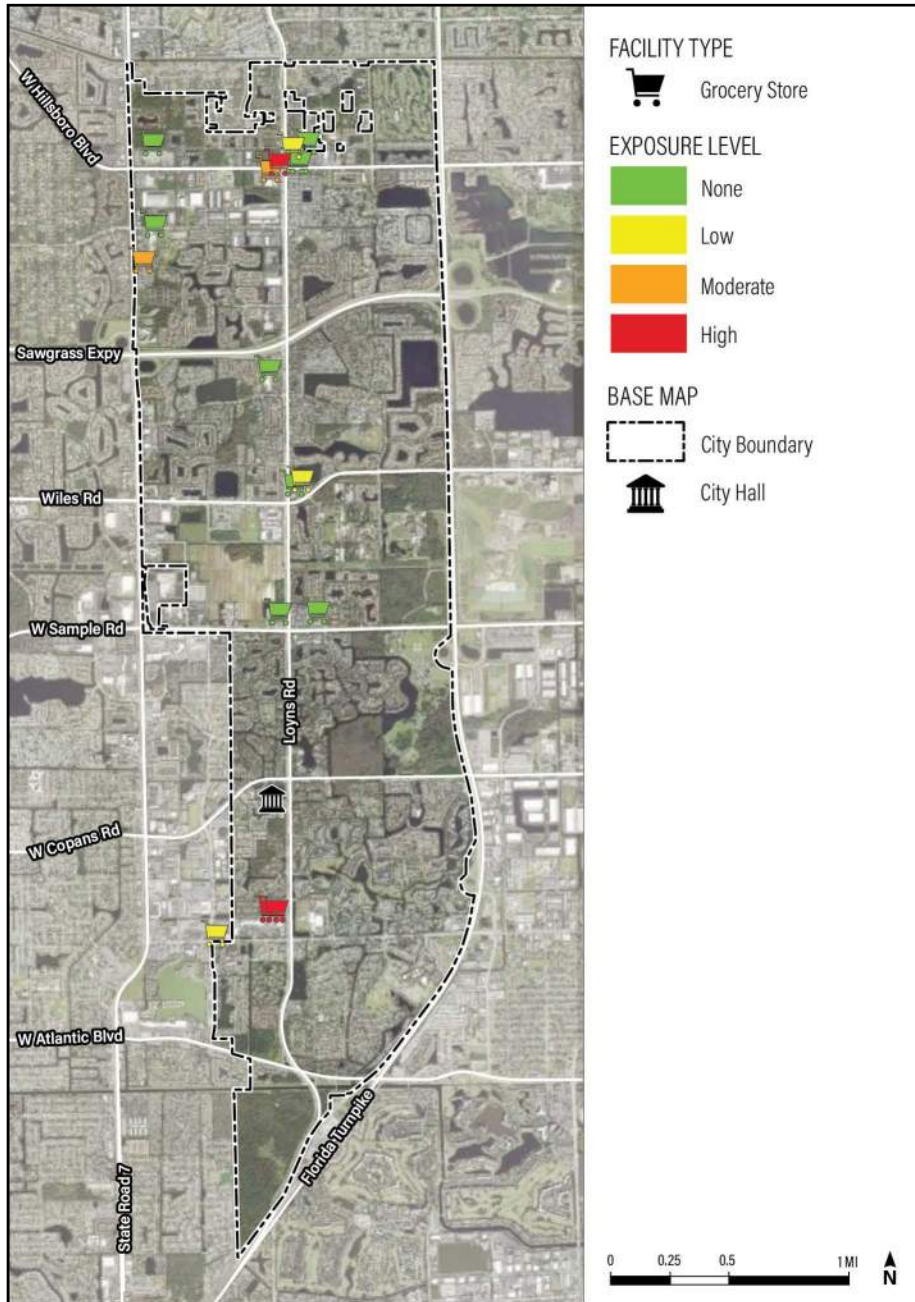 FACILITY TYPE
Grocery Store
EXPOSURE LEVEL
None
Low
Moderate
High
BASE MAP
City Boundary
City Hall
W Hillsboro Blvd
Sawgrass Expy
Wiles Rd
W Sample Rd
Loyns Rd
W Copans Rd
W Atlantic Blvd
Florida Turnpike
State Road 7
0 0.25 0.5 1 MI
N